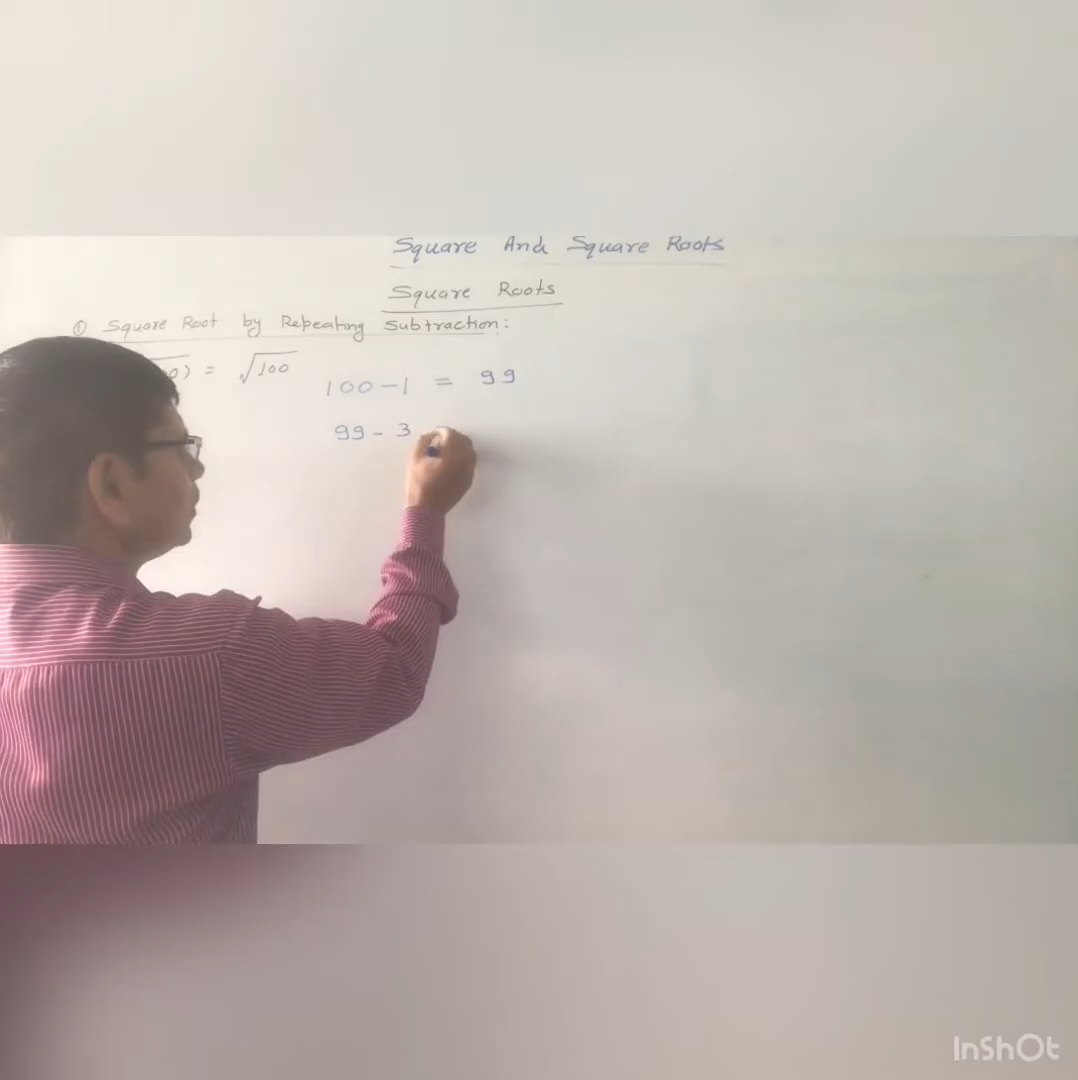 Square And Square Roots
Square Roots
① Square Root by Repeating Subtraction:
0) = √100
100 - 1 = 99
99 - 3
InShOt